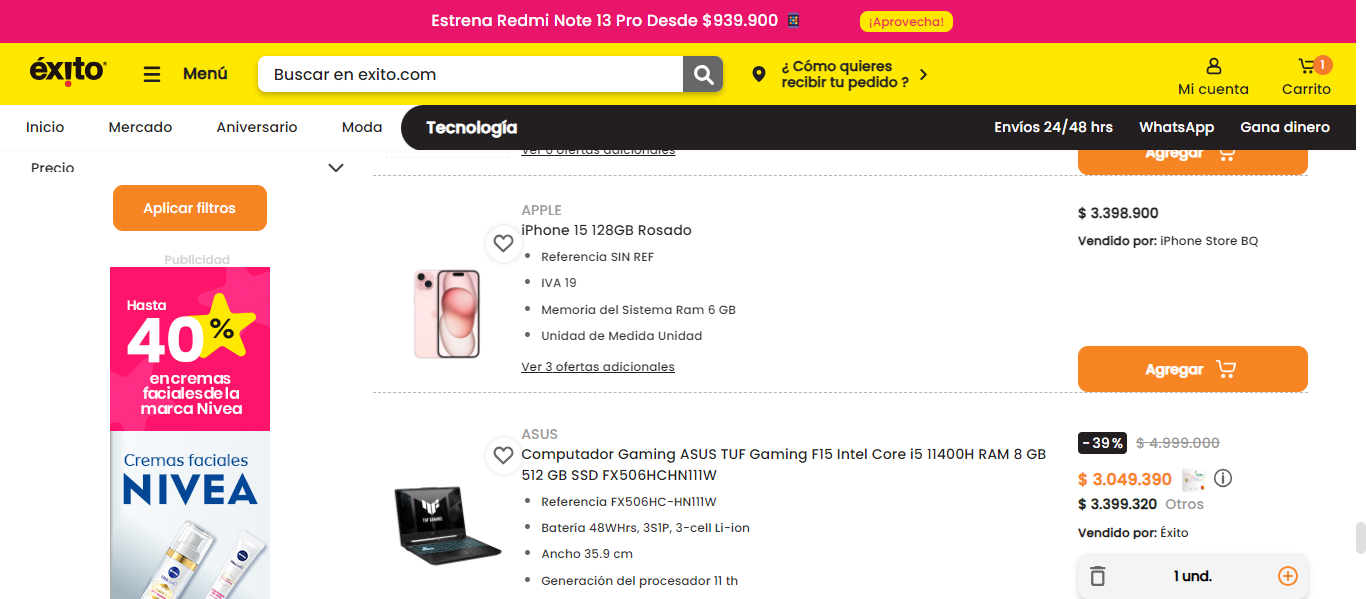 Estrena Redmi Note 13 Pro Desde $939.900
¡Aprovecha!
éxito
Menú
Buscar en exito.com
¿ Cómo quieres
recibir tu pedido ?
Mi cuenta
1
Carrito
Inicio
Mercado
Aniversario
Moda
Tecnología
Envíos 24/48 hrs
WhatsApp
Gana dinero
Precio
Aplicar filtros
Publicidad
Hasta
40%
en cremas
faciales de la
marca Nivea
Cremas faciales
NIVEA
Ver 6 ofertas adicionales
Agregar
APPLE
iPhone 15 128GB Rosado
Referencia SIN REF
IVA 19
Memoria del Sistema Ram 6 GB
Unidad de Medida Unidad
Ver 3 ofertas adicionales
$ 3.398.900
Vendido por: iPhone Store BQ
Agregar
ASUS
Computador Gaming ASUS TUF Gaming F15 Intel Core i5 11400H RAM 8 GB
512 GB SSD FX506HCHN111W
Referencia FX506HC-HN111W
Batería 48WHrs, 3S1P, 3-cell Li-ion
Ancho 35.9 cm
Generación del procesador 11 th
TUF GAMING
-39% $ 4.999.000
$ 3.049.390
$ 3.399.320 Otros
Vendido por: Éxito
1 und.